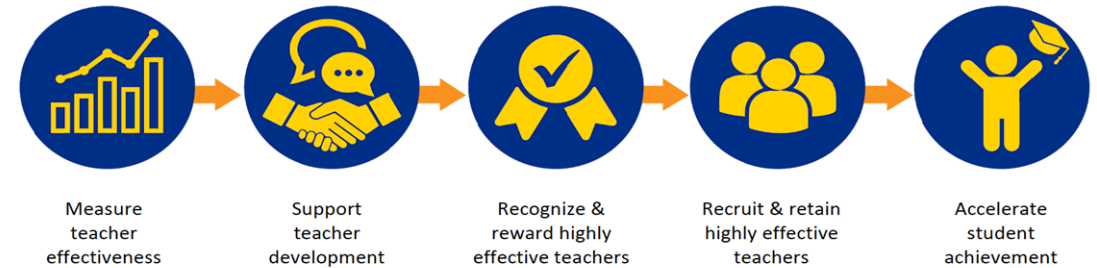 Measure
teacher
effectiveness
Support
teacher
development
Recognize &
reward highly
effective teachers
Recruit & retain
highly effective
teachers
Accelerate
student
achievement